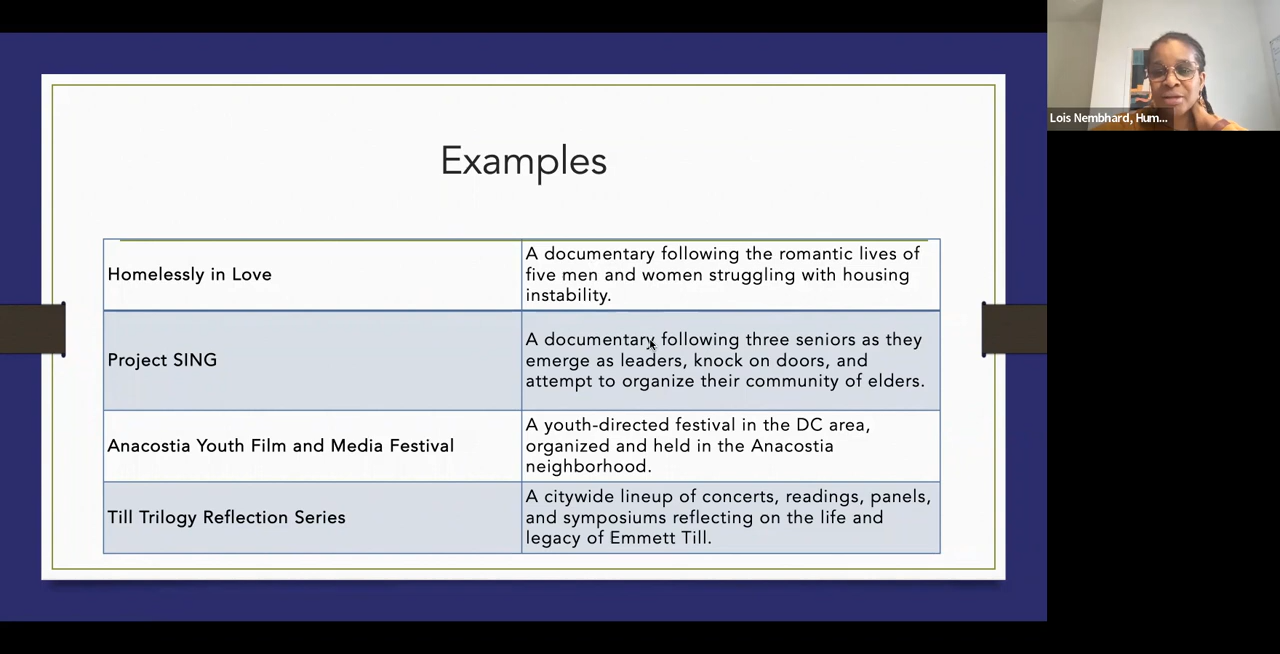 Lois Nembhard, Hum...
Examples
Homelessly in Love
A documentary following the romantic lives of
five men and women struggling with housing
instability.
Project SING
A documentary following three seniors as they
emerge as leaders, knock on doors, and
attempt to organize their community of elders.
Anacostia Youth Film and Media Festival
A youth-directed festival in the DC area,
organized and held in the Anacostia
neighborhood.
Till Trilogy Reflection Series
A citywide lineup of concerts, readings, panels,
and symposiums reflecting on the life and
legacy of Emmett Till.